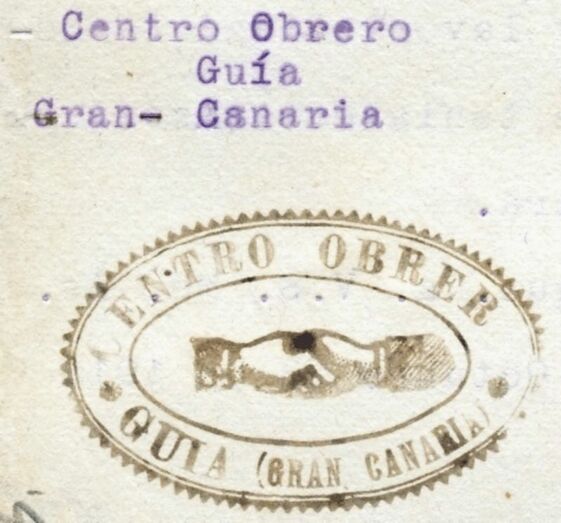 - Centro Obrero
Guía
Gran- Canaria
CENTRO OBRER
GUIA (GRAN CANARIA)